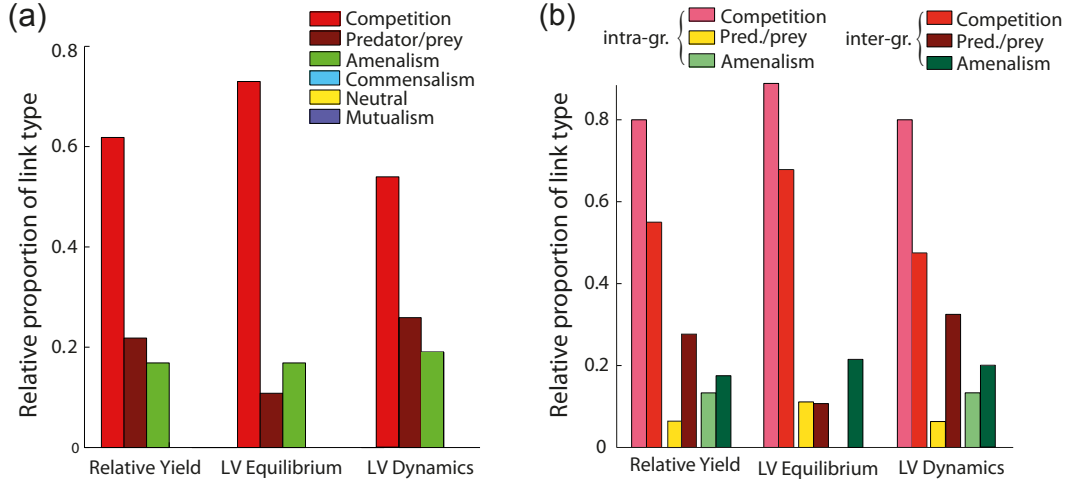 (a)
Competition
Predator/prey
Amenalism
Commensalism
Neutral
Mutualism
Relative proportion of link type
0.8
0.6
0.4
0.2
0
Relative Yield
LV Equilibrium
LV Dynamics
(b)
intra-gr.
Competition
Pred./prey
Amenalism
inter-gr.
Competition
Pred./prey
Amenalism
Relative proportion of link type
0.8
0.6
0.4
0.2
0
Relative Yield
LV Equilibrium
LV Dynamics